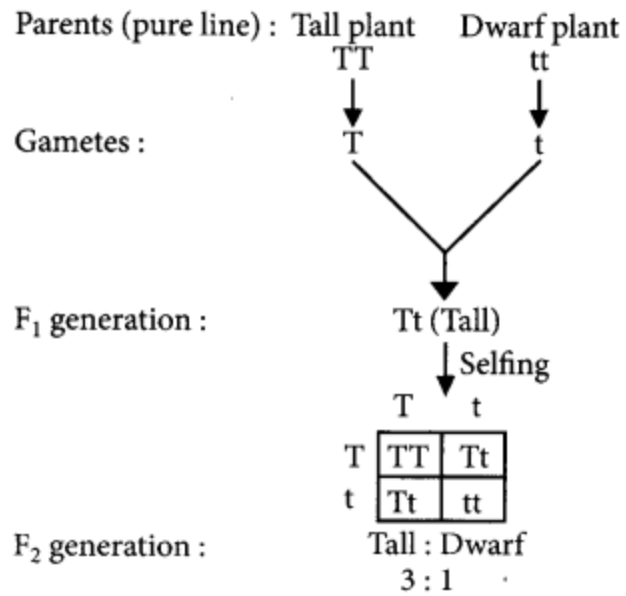 Parents (pure line) : Tall plant Dwarf plant
TT tt
Gametes : T t
F₁ generation : Tt (Tall)
Selfing
T t
T TT Tt
t Tt tt
F₂ generation : Tall : Dwarf
3 : 1